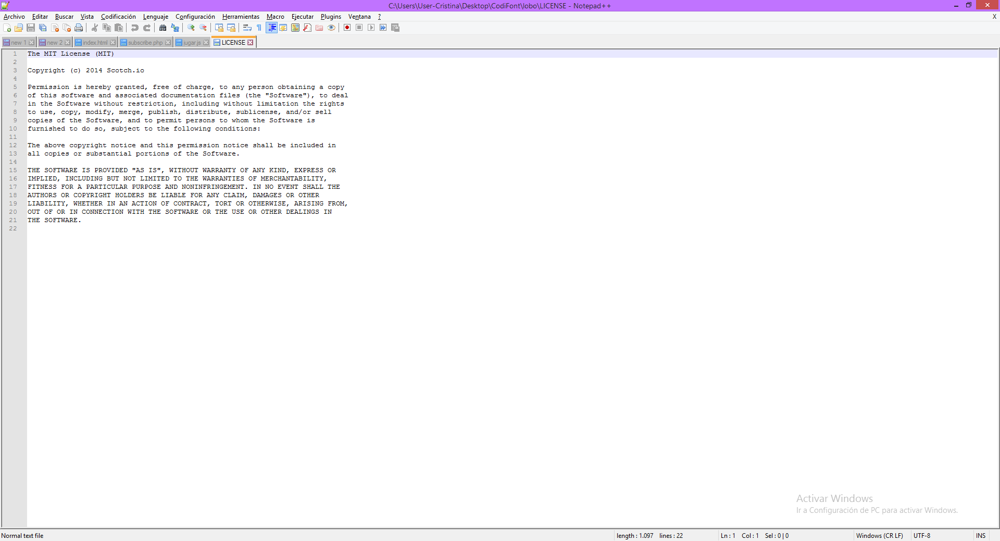 C:\Users\User-Cristina\Desktop\CodiFont\lobo\LICENSE - Notepad++
Archivo Editar Buscar Vista Codificación Lenguaje Configuración Herramientas Macro Ejecutar Plugins Ventana ? X
new 1 new 2 index.html subscribe.php jugar.js LICENSE
1 The MIT License (MIT)
2
3 Copyright (c) 2014 Scotch.io
4
5 Permission is hereby granted, free of charge, to any person obtaining a copy
6 of this software and associated documentation files (the "Software"), to deal
7 in the Software without restriction, including without limitation the rights
8 to use, copy, modify, merge, publish, distribute, sublicense, and/or sell
9 copies of the Software, and to permit persons to whom the Software is
10 furnished to do so, subject to the following conditions:
11
12 The above copyright notice and this permission notice shall be included in
13 all copies or substantial portions of the Software.
14
15 THE SOFTWARE IS PROVIDED "AS IS", WITHOUT WARRANTY OF ANY KIND, EXPRESS OR
16 IMPLIED, INCLUDING BUT NOT LIMITED TO THE WARRANTIES OF MERCHANTABILITY,
17 FITNESS FOR A PARTICULAR PURPOSE AND NONINFRINGEMENT. IN NO EVENT SHALL THE
18 AUTHORS OR COPYRIGHT HOLDERS BE LIABLE FOR ANY CLAIM, DAMAGES OR OTHER
19 LIABILITY, WHETHER IN AN ACTION OF CONTRACT, TORT OR OTHERWISE, ARISING FROM,
20 OUT OF OR IN CONNECTION WITH THE SOFTWARE OR THE USE OR OTHER DEALINGS IN
21 THE SOFTWARE.
22
Activar Windows
Ir a Configuración de PC para activar Windows.
Normal text file length : 1.097 lines : 22 Ln : 1 Col : 1 Sel : 0 | 0 Windows (CR LF) UTF-8 INS